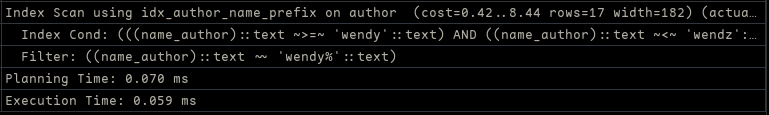 Index Scan using idx_author_name_prefix on author  (cost=0.42..8.44 rows=17 width=182) (actua…
  Index Cond: (((name_author)::text ~>=~ 'wendy'::text) AND ((name_author)::text ~<~ 'wendz':…
  Filter: ((name_author)::text ~~ 'wendy%'::text)
Planning Time: 0.070 ms
Execution Time: 0.059 ms